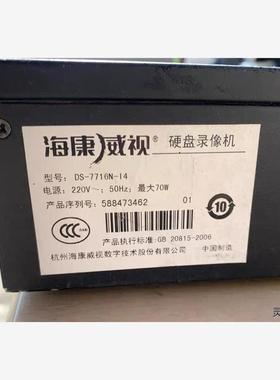 海康威视® 硬盘录像机
型号: DS-7716N-I4
电源: 220V～; 50Hz; 最大70W
产品序列号: 588473462 01
10
CCC
产品执行标准:GB 20815-2006
杭州海康威视数字技术股份有限公司 中国制造
灵